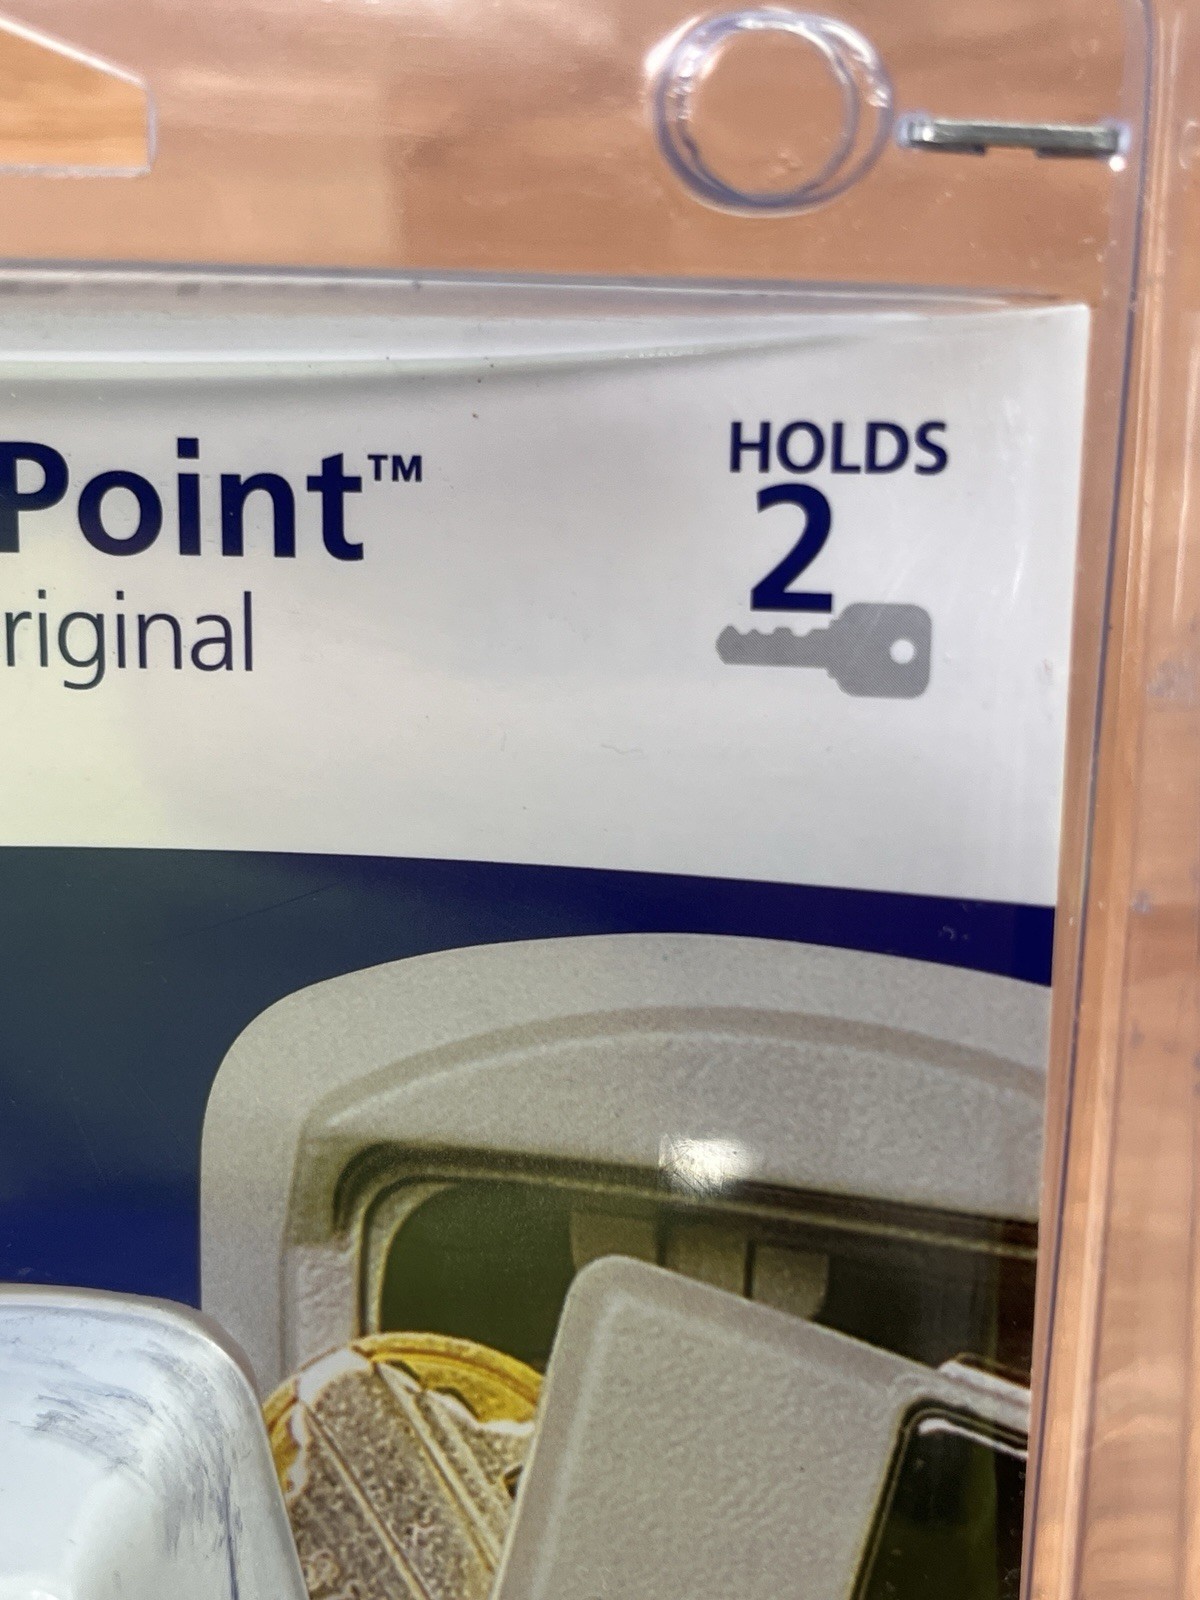 Point™
riginal
HOLDS
2